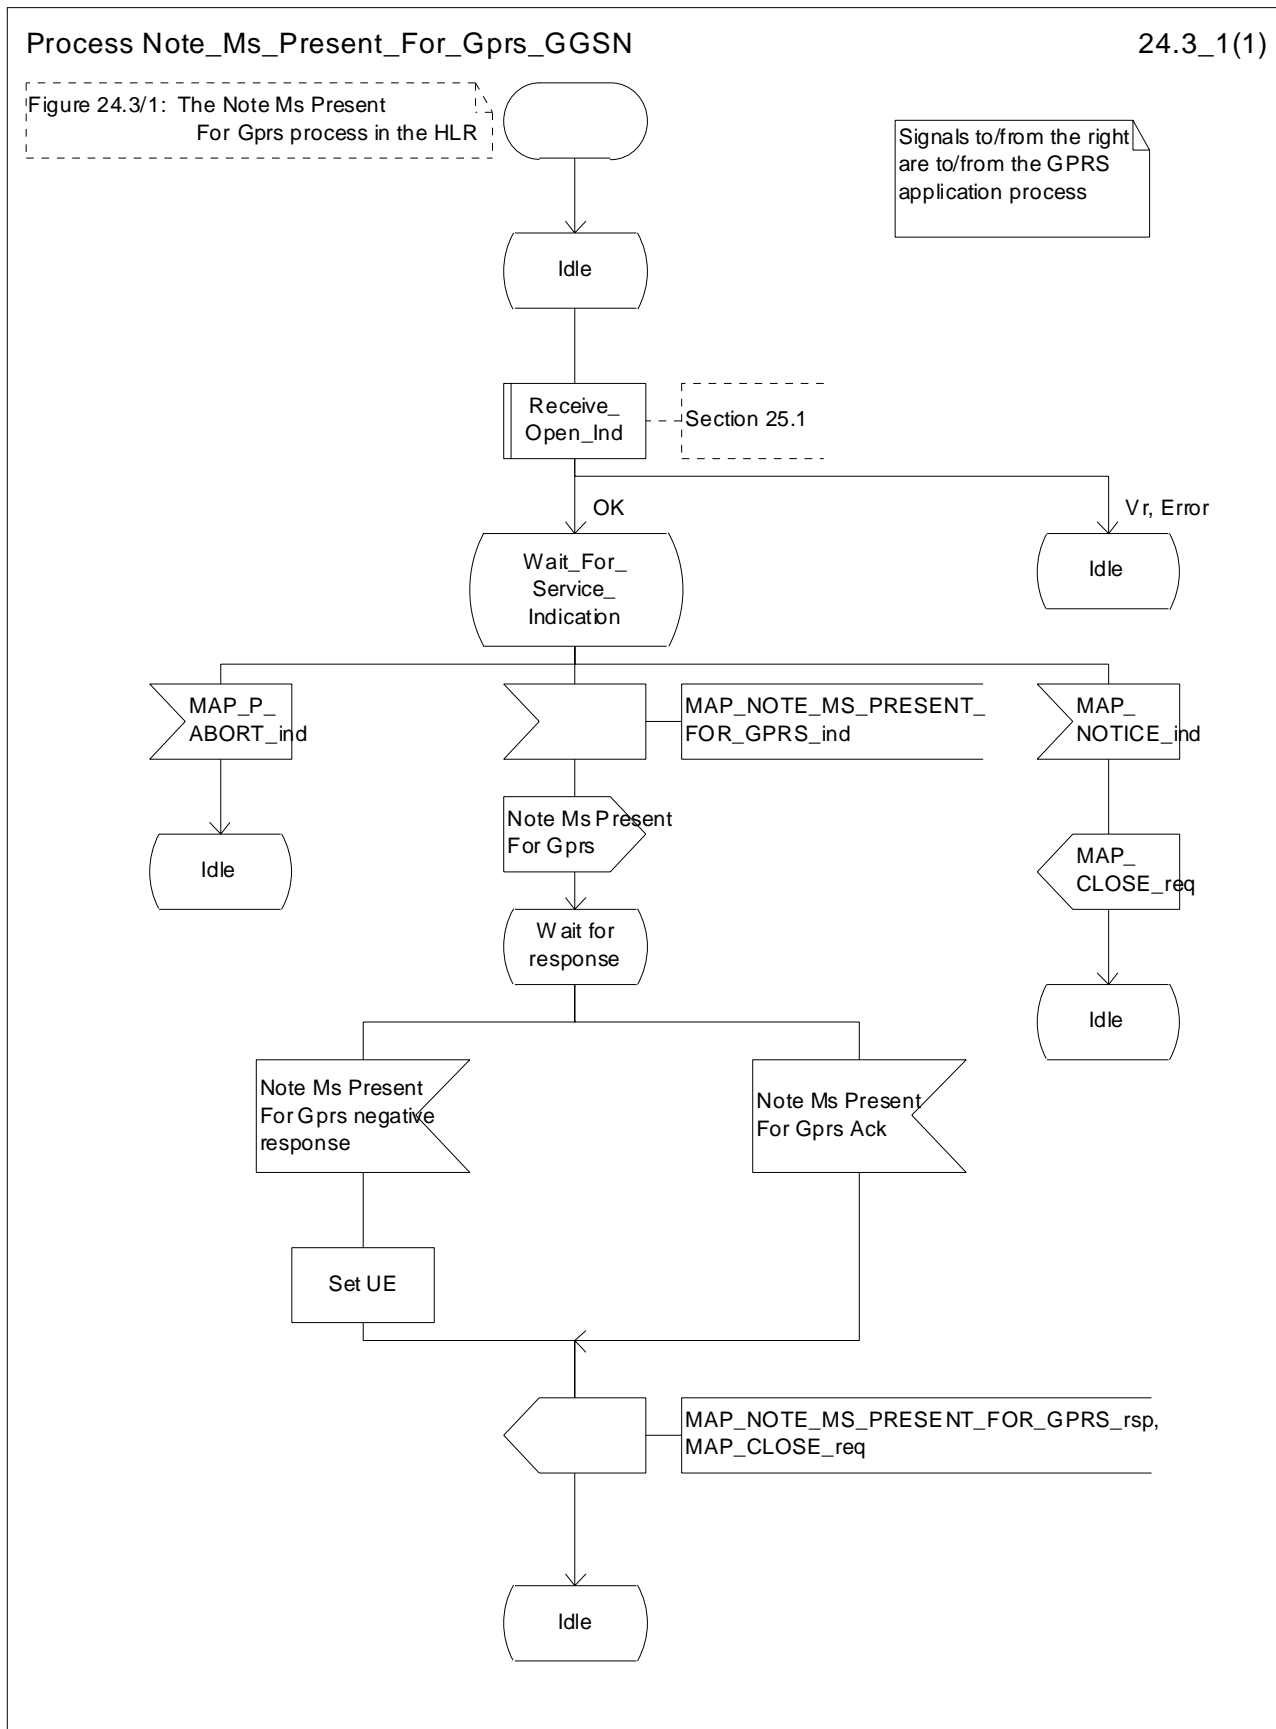 Process Note_Ms_Present_For_Gprs_GGSN
24.3_1(1)
Figure 24.3/1: The Note Ms Present
For Gprs process in the HLR
Signals to/from the right
are to/from the GPRS
application process
Idle
Receive_
Open_Ind
Section 25.1
OK
Vr, Error
Wait_For_
Service_
Indication
Idle
MAP_P_
ABORT_ind
MAP_NOTE_MS_PRESENT_
FOR_GPRS_ind
MAP_
NOTICE_ind
Note Ms Present
For Gprs
Idle
MAP_
CLOSE_req
Wait for
response
Idle
Note Ms Present
For Gprs negative
response
Note Ms Present
For Gprs Ack
Set UE
MAP_NOTE_MS_PRESENT_FOR_GPRS_rsp,
MAP_CLOSE_req
Idle